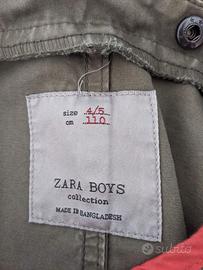 size 4/5
cm 110
ZARA BOYS
collection
MADE IN BANGLADESH
subito